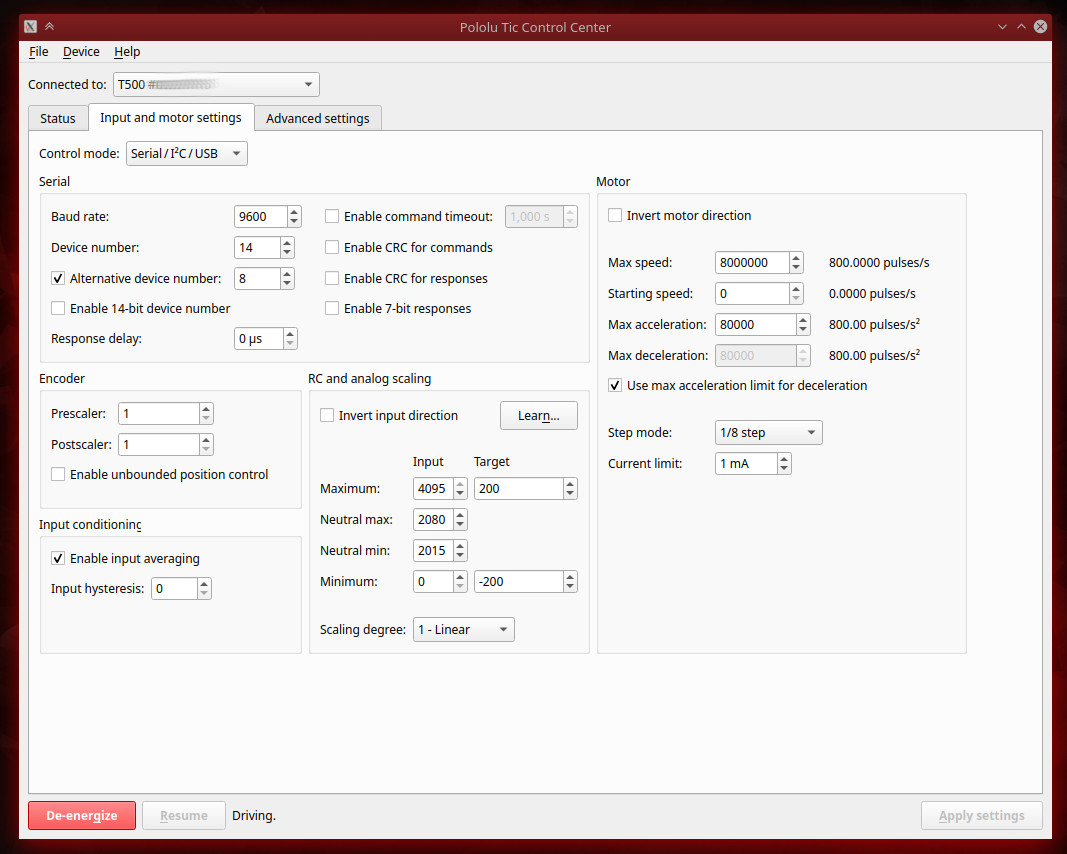 Pololu Tic Control Center
File Device Help
Connected to: T500
Status Input and motor settings Advanced settings
Control mode: Serial / I²C / USB
Serial
Baud rate: 9600
Device number: 14
Alternative device number: 8
Enable 14-bit device number
Response delay: 0 µs
Enable command timeout: 1,000 s
Enable CRC for commands
Enable CRC for responses
Enable 7-bit responses
Encoder
Prescaler: 1
Postscaler: 1
Enable unbounded position control
Input conditioning
Enable input averaging
Input hysteresis: 0
RC and analog scaling
Invert input direction Learn...
Input Target
Maximum: 4095 200
Neutral max: 2080
Neutral min: 2015
Minimum: 0 -200
Scaling degree: 1 - Linear
Motor
Invert motor direction
Max speed: 8000000 800.0000 pulses/s
Starting speed: 0 0.0000 pulses/s
Max acceleration: 80000 800.00 pulses/s²
Max deceleration: 80000 800.00 pulses/s²
Use max acceleration limit for deceleration
Step mode: 1/8 step
Current limit: 1 mA
De-energize Resume Driving. Apply settings